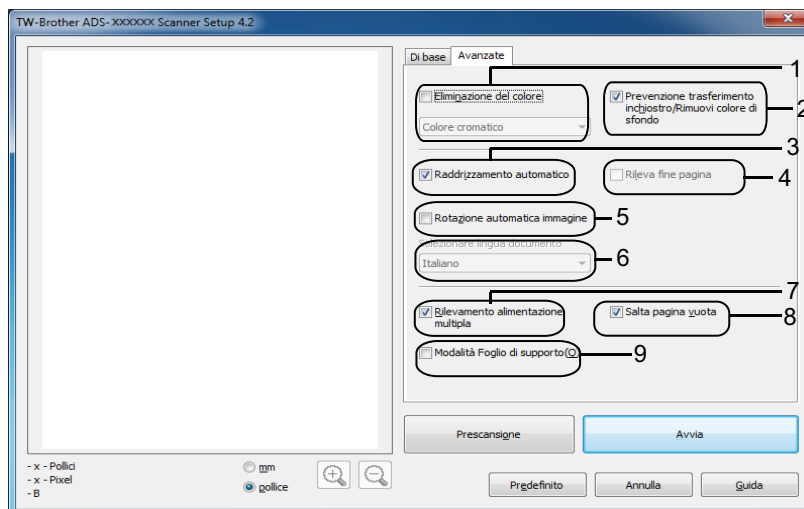 TW-Brother ADS-XXXXXX Scanner Setup 4.2
Di base
Avanzate
1
Eliminazione del colore
Colore cromatico
Prevenzione trasferimento
inchiostro/Rimuovi colore di
sfondo
2
3
Raddrizzamento automatico
Rileva fine pagina
4
Rotazione automatica immagine
5
Selezionare lingua documento
Italiano
6
7
Rilevamento alimentazione
multipla
Salta pagina vuota
8
Modalità Foglio di supporto(O)
9
Prescansione
Avvia
- x - Pollici
- x - Pixel
- B
mm
pollice
Predefinito
Annulla
Guida